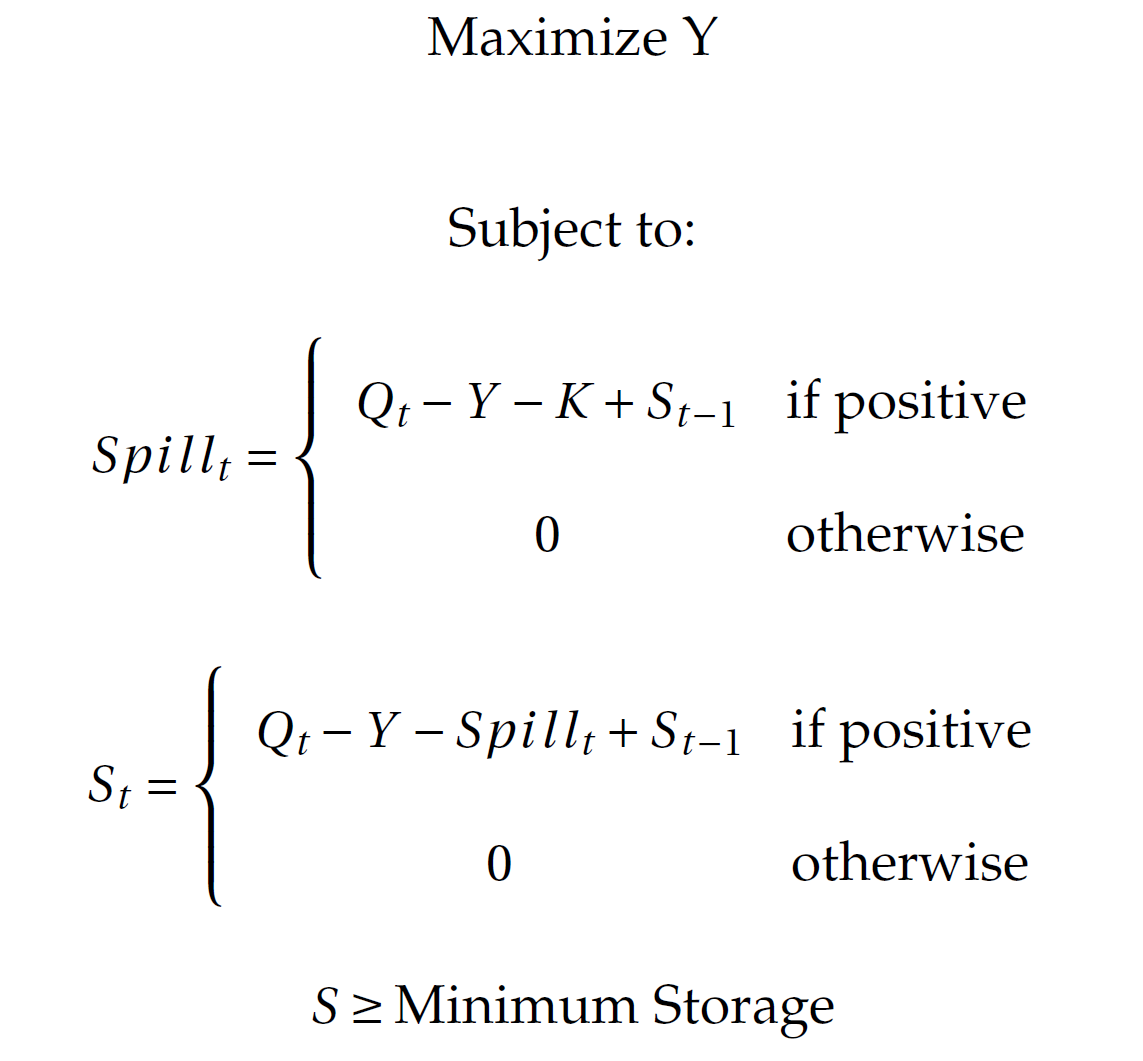 Maximize Y
Subject to:
Q_t − Y − K + S_{t−1} if positive
Spill_t = {
0 otherwise
Q_t − Y − Spill_t + S_{t−1} if positive
S_t = {
0 otherwise
S ≥ Minimum Storage